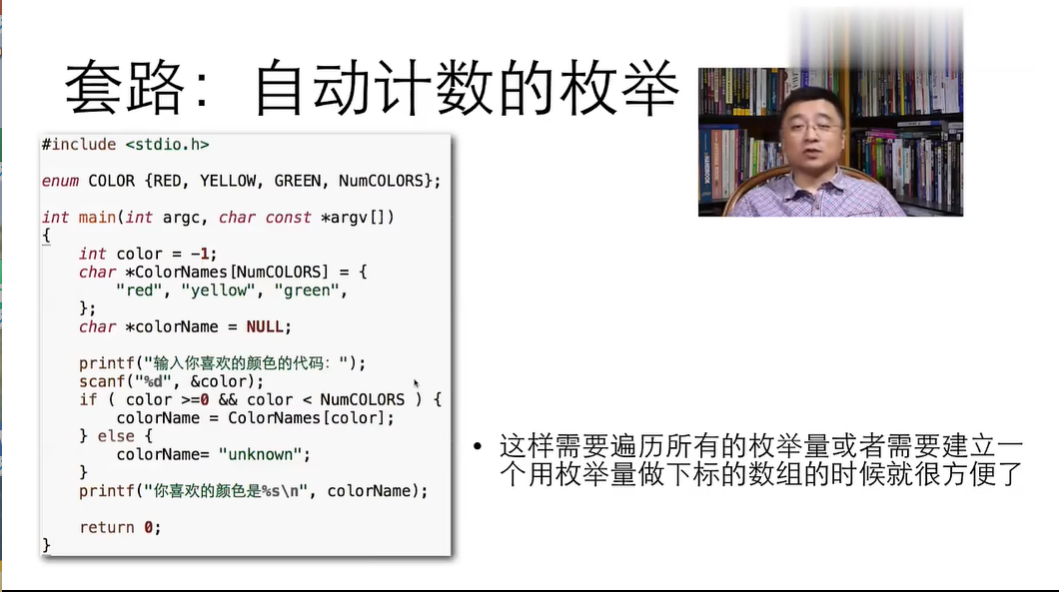 套路：自动计数的枚举
#include <stdio.h>
enum COLOR {RED, YELLOW, GREEN, NumCOLORS};
int main(int argc, char const *argv[])
{
int color = -1;
char *ColorNames[NumCOLORS] = {
"red", "yellow", "green",
};
char *colorName = NULL;
printf("输入你喜欢的颜色的代码：");
scanf("%d", &color);
if ( color >=0 && color < NumCOLORS ) {
colorName = ColorNames[color];
} else {
colorName= "unknown";
}
printf("你喜欢的颜色是%s\n", colorName);
return 0;
}
• 这样需要遍历所有的枚举量或者需要建立一
个用枚举量做下标的数组的时候就很方便了